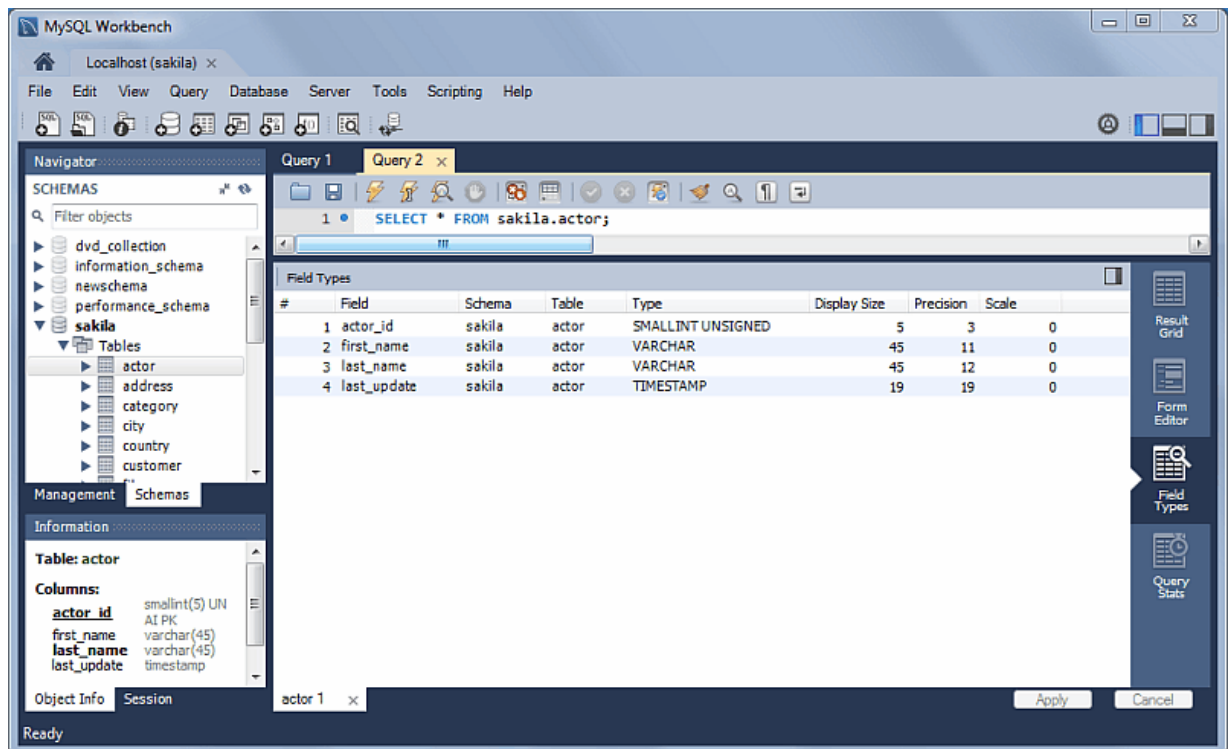 MySQL Workbench
Localhost (sakila)
File Edit View Query Database Server Tools Scripting Help
Navigator
SCHEMAS
Filter objects
dvd_collection
information_schema
newschema
performance_schema
sakila
Tables
actor
address
category
city
country
customer
Management Schemas
Information
Table: actor
Columns:
actor_id smallint(5) UN
AI PK
first_name varchar(45)
last_name varchar(45)
last_update timestamp
Object Info Session
Query 1 Query 2
1 SELECT * FROM sakila.actor;
Field Types
# Field Schema Table Type Display Size Precision Scale
1 actor_id sakila actor SMALLINT UNSIGNED 5 3 0
2 first_name sakila actor VARCHAR 45 11 0
3 last_name sakila actor VARCHAR 45 12 0
4 last_update sakila actor TIMESTAMP 19 19 0
Result
Grid
Form
Editor
Field
Types
Query
Stats
actor 1
Apply Cancel
Ready